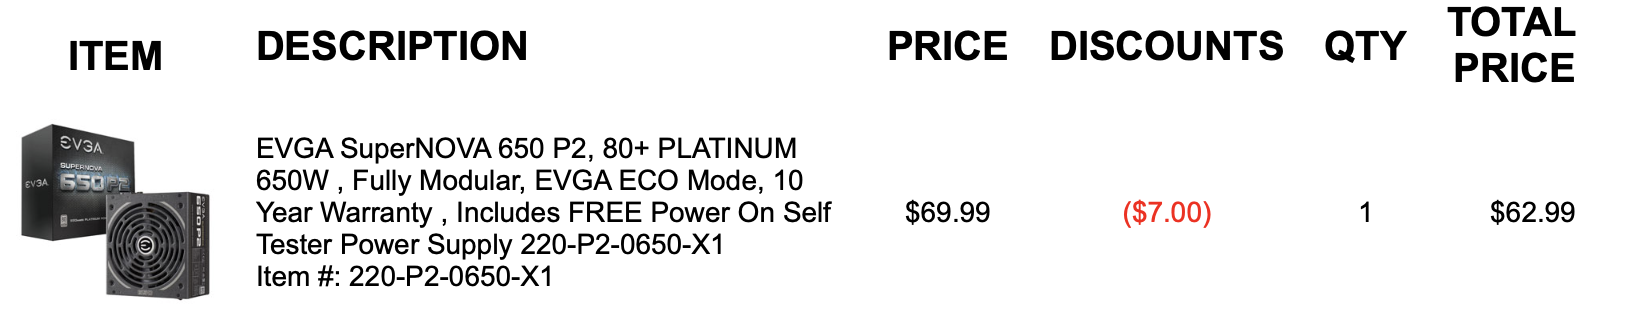 ITEM
DESCRIPTION
PRICE
DISCOUNTS
QTY
TOTAL
PRICE
EVGA
SUPERNOVA
EVGA
650 P2
EVGA
650 P2
EVGA SuperNOVA 650 P2, 80+ PLATINUM
650W , Fully Modular, EVGA ECO Mode, 10
Year Warranty , Includes FREE Power On Self
Tester Power Supply 220-P2-0650-X1
Item #: 220-P2-0650-X1
$69.99
($7.00)
1
$62.99